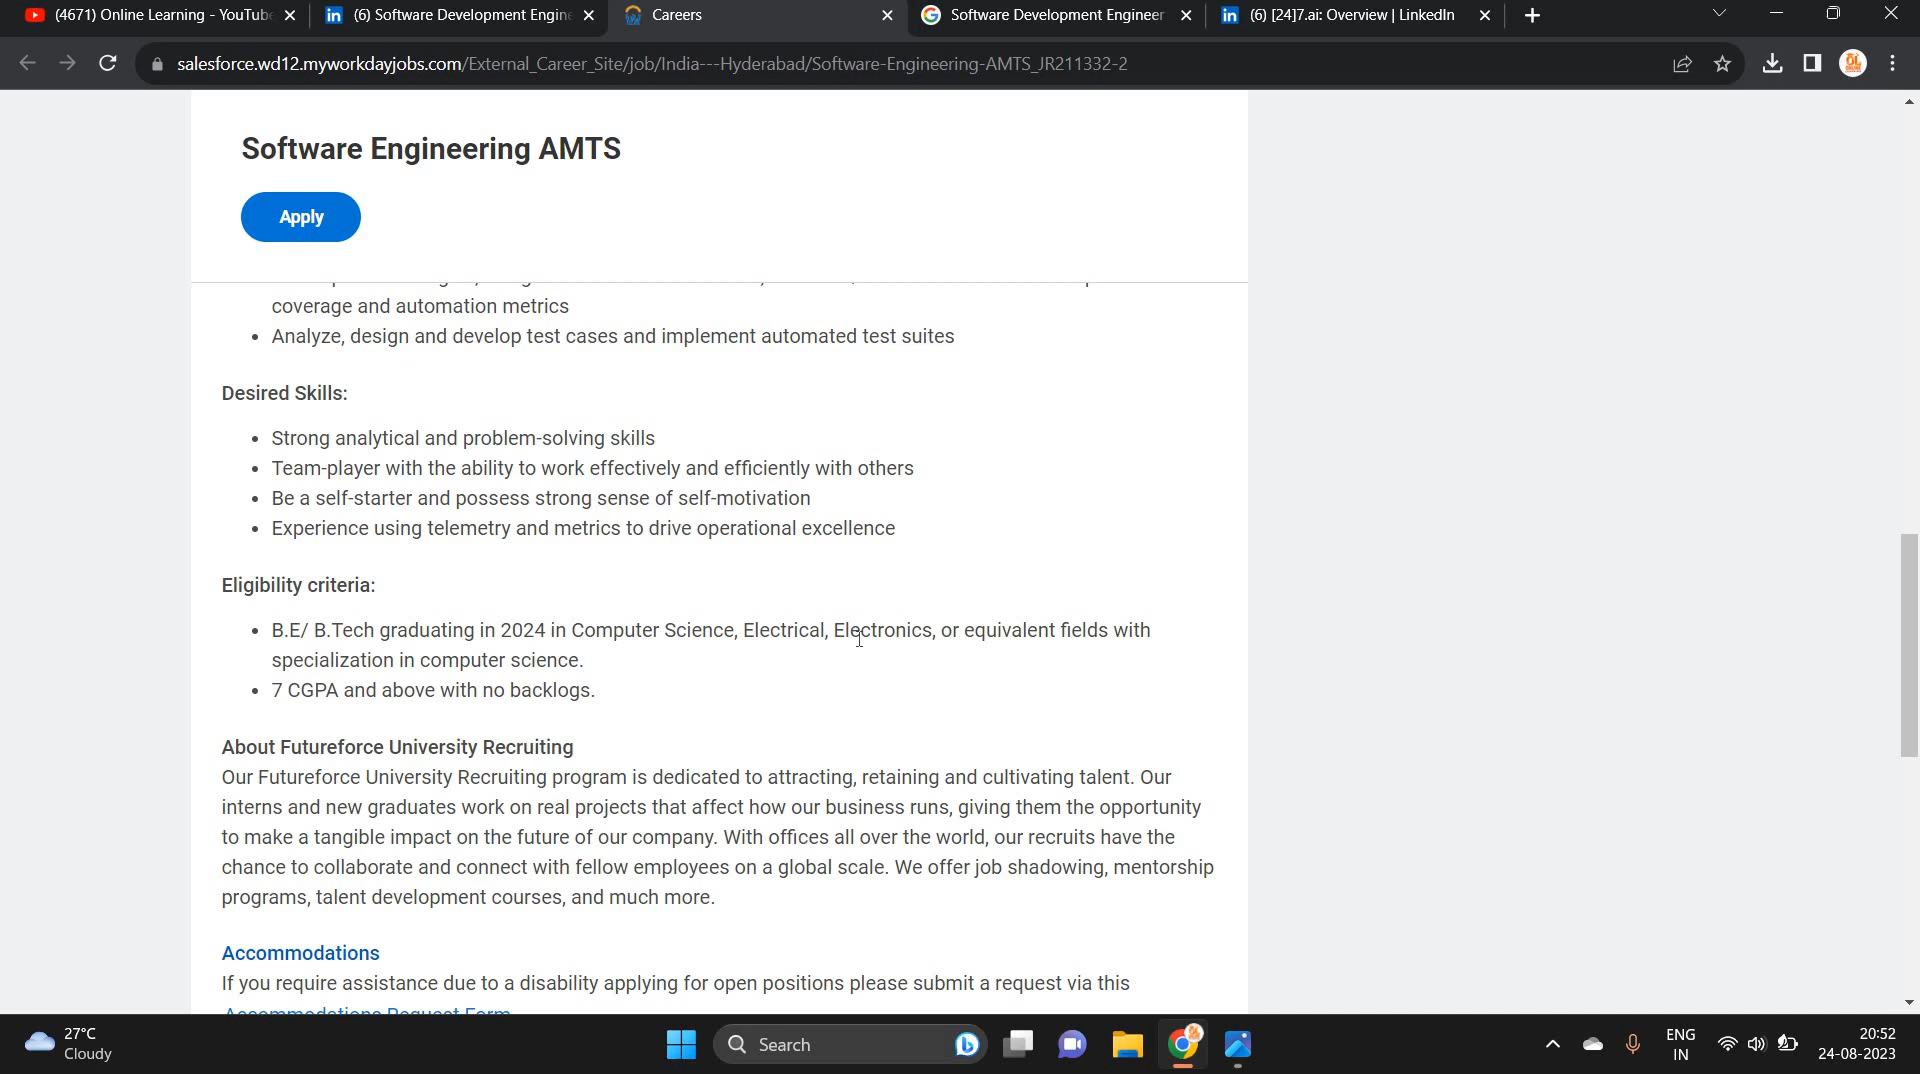 (4671) Online Learning - YouTube
(6) Software Development Engine
Careers
Software Development Engineer
(6) [24]7.ai: Overview | LinkedIn
salesforce.wd12.myworkdayjobs.com/External_Career_Site/job/India---Hyderabad/Software-Engineering-AMTS_JR211332-2
Software Engineering AMTS
Apply
coverage and automation metrics
• Analyze, design and develop test cases and implement automated test suites
Desired Skills:
• Strong analytical and problem-solving skills
• Team-player with the ability to work effectively and efficiently with others
• Be a self-starter and possess strong sense of self-motivation
• Experience using telemetry and metrics to drive operational excellence
Eligibility criteria:
• B.E/ B.Tech graduating in 2024 in Computer Science, Electrical, Electronics, or equivalent fields with
specialization in computer science.
• 7 CGPA and above with no backlogs.
About Futureforce University Recruiting
Our Futureforce University Recruiting program is dedicated to attracting, retaining and cultivating talent. Our
interns and new graduates work on real projects that affect how our business runs, giving them the opportunity
to make a tangible impact on the future of our company. With offices all over the world, our recruits have the
chance to collaborate and connect with fellow employees on a global scale. We offer job shadowing, mentorship
programs, talent development courses, and much more.
Accommodations
If you require assistance due to a disability applying for open positions please submit a request via this
Accommodations Request Form
27°C
Cloudy
Search
ENG
IN
20:52
24-08-2023